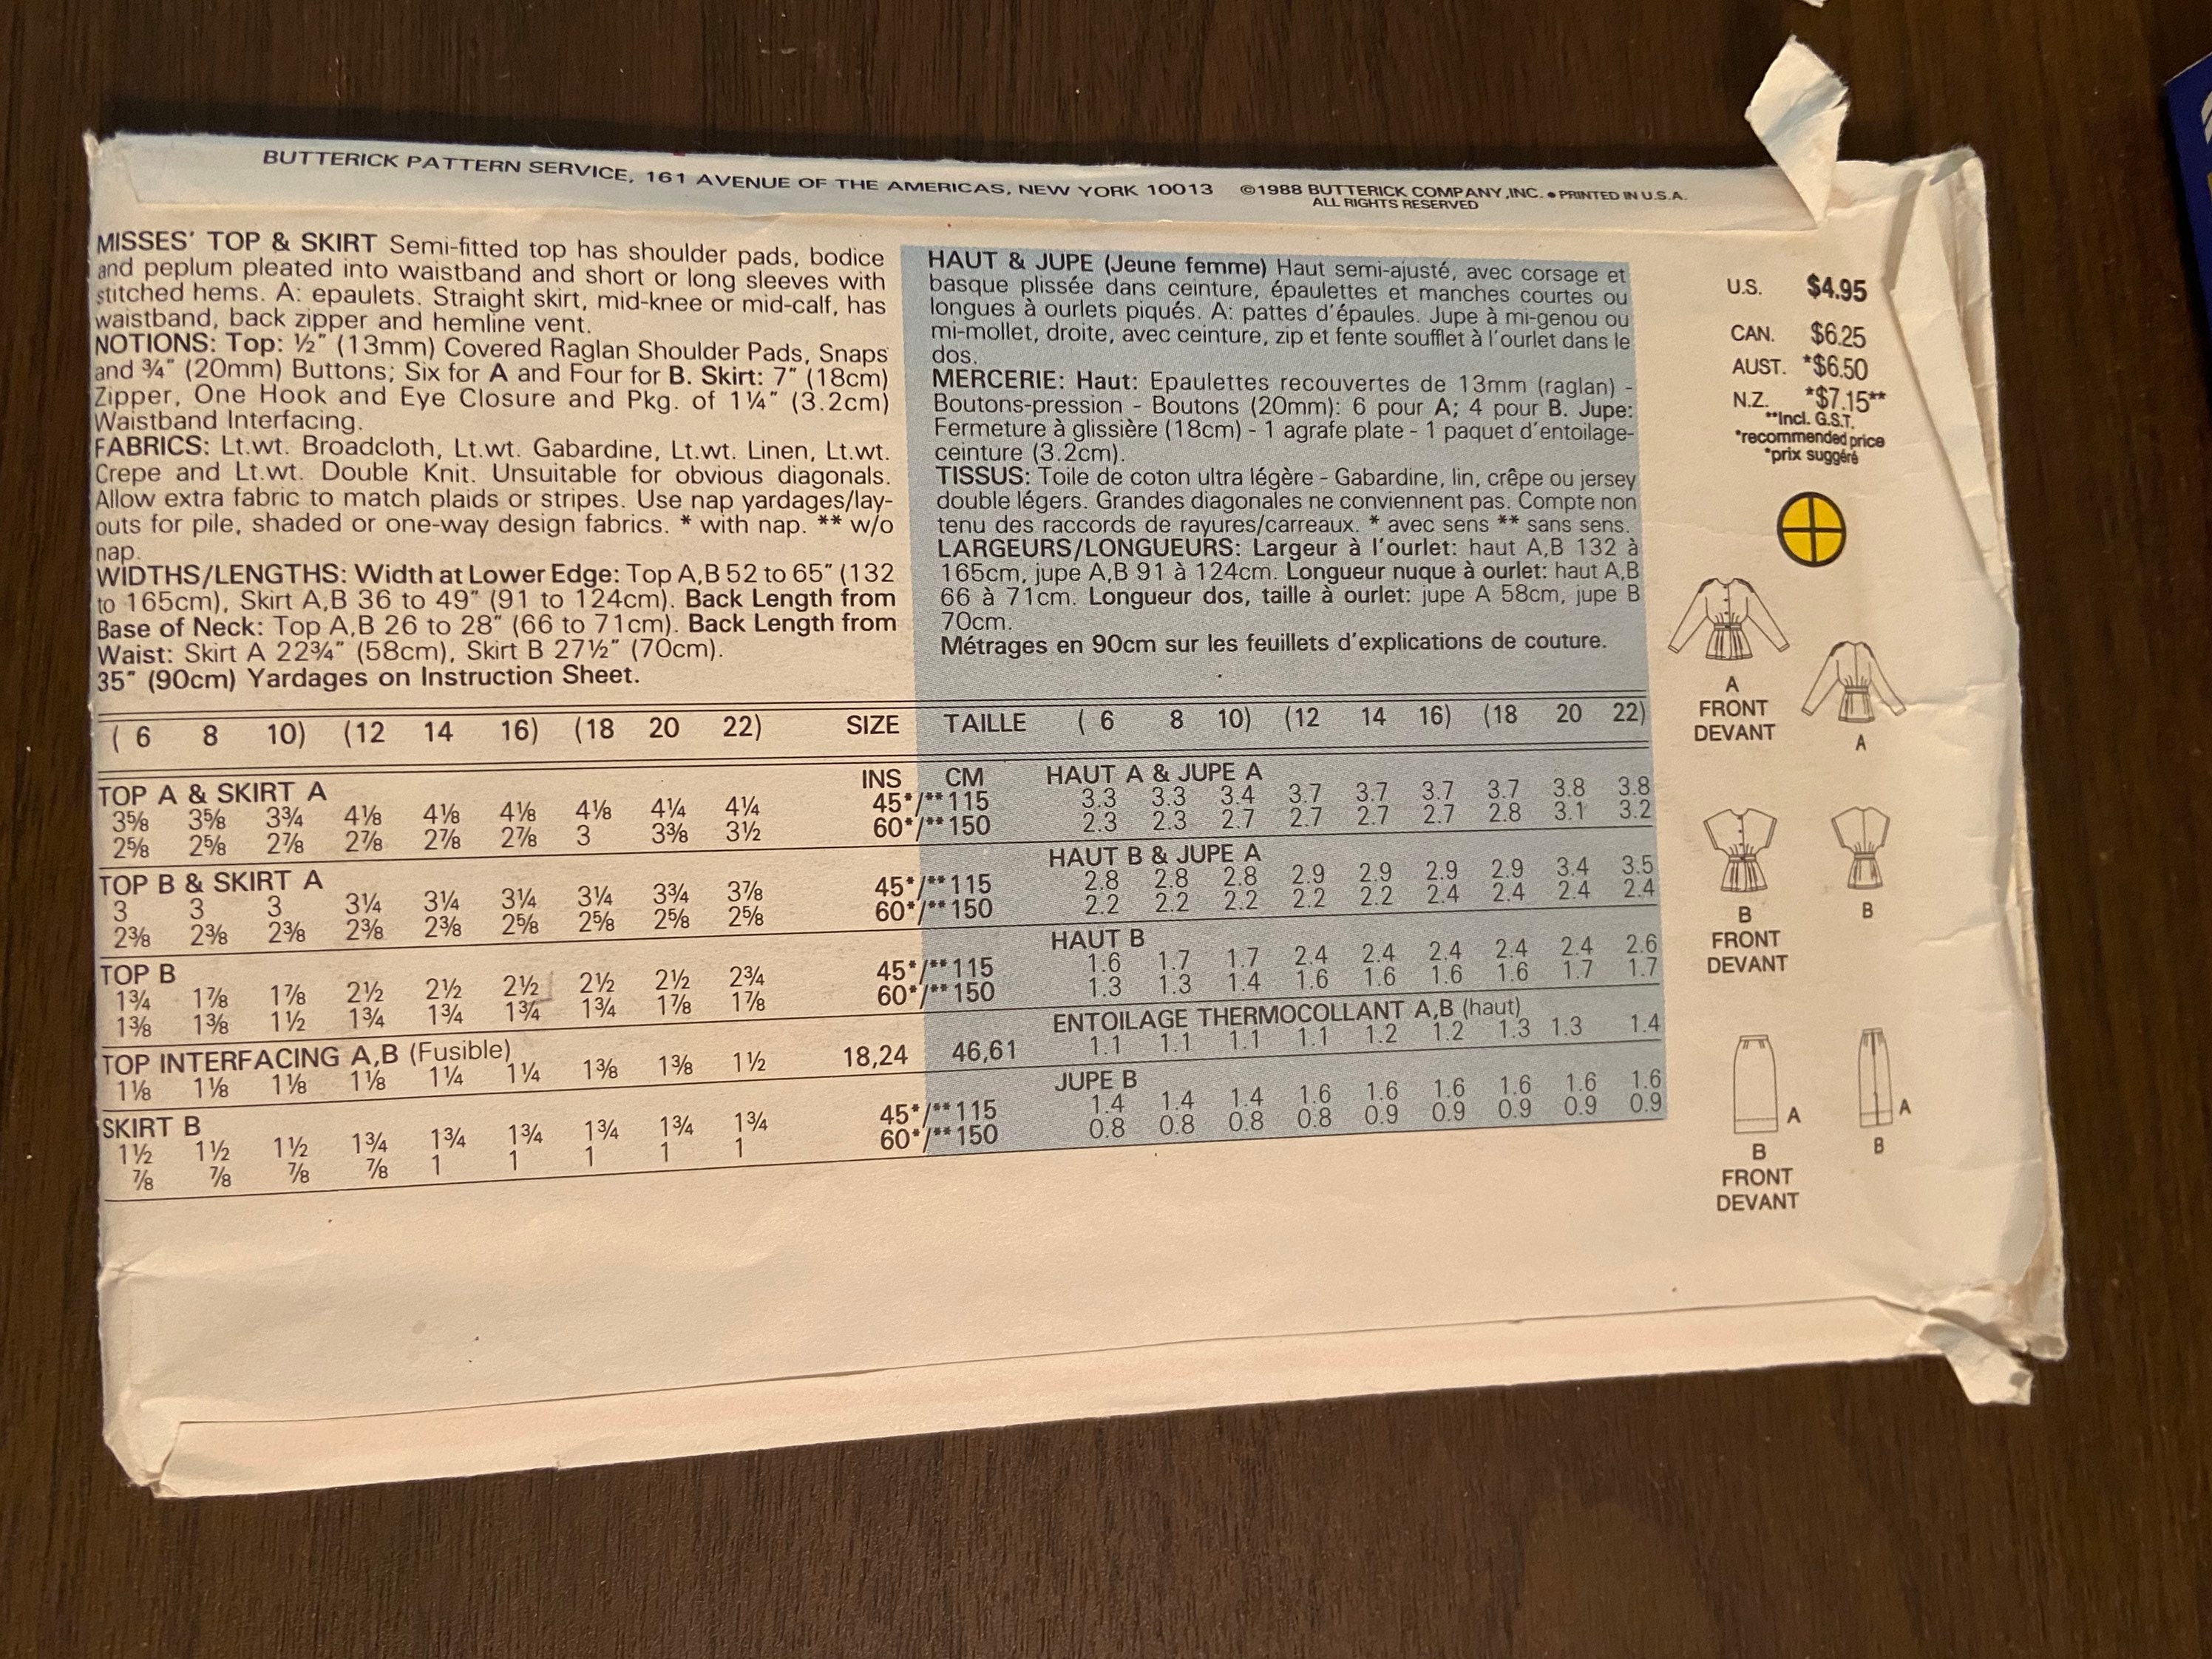 BUTTERICK PATTERN SERVICE, 161 AVENUE OF THE AMERICAS, NEW YORK 10013 ©1988 BUTTERICK COMPANY, INC. • PRINTED IN U.S.A.
ALL RIGHTS RESERVED
MISSES' TOP & SKIRT Semi-fitted top has shoulder pads, bodice
and peplum pleated into waistband and short or long sleeves with
stitched hems. A: epaulets. Straight skirt, mid-knee or mid-calf, has
waistband, back zipper and hemline vent.
NOTIONS: Top: ½" (13mm) Covered Raglan Shoulder Pads, Snaps
and ¾" (20mm) Buttons; Six for A and Four for B. Skirt: 7" (18cm)
Zipper, One Hook and Eye Closure and Pkg. of 1¼" (3.2cm)
Waistband Interfacing.
FABRICS: Lt.wt. Broadcloth, Lt.wt. Gabardine, Lt.wt. Linen, Lt.wt.
Crepe and Lt.wt. Double Knit. Unsuitable for obvious diagonals.
Allow extra fabric to match plaids or stripes. Use nap yardages/lay-
outs for pile, shaded or one-way design fabrics. * with nap. ** w/o
nap.
WIDTHS/LENGTHS: Width at Lower Edge: Top A,B 52 to 65" (132
to 165cm), Skirt A,B 36 to 49" (91 to 124cm). Back Length from
Base of Neck: Top A,B 26 to 28" (66 to 71cm). Back Length from
Waist: Skirt A 22¾" (58cm), Skirt B 27½" (70cm).
35" (90cm) Yardages on Instruction Sheet.
HAUT & JUPE (Jeune femme) Haut semi-ajusté, avec corsage et
basque plissée dans ceinture, épaulettes et manches courtes ou
longues à ourlets piqués. A: pattes d'épaules. Jupe à mi-genou ou
mi-mollet, droite, avec ceinture, zip et fente soufflet à l'ourlet dans le
dos.
MERCERIE: Haut: Epaulettes recouvertes de 13mm (raglan) -
Boutons-pression - Boutons (20mm): 6 pour A; 4 pour B. Jupe:
Fermeture à glissière (18cm) - 1 agrafe plate - 1 paquet d'entoilage-
ceinture (3.2cm).
TISSUS: Toile de coton ultra légère - Gabardine, lin, crêpe ou jersey
double légers. Grandes diagonales ne conviennent pas. Compte non
tenu des raccords de rayures/carreaux. * avec sens ** sans sens.
LARGEURS/LONGUEURS: Largeur à l'ourlet: haut A,B 132 à
165cm, jupe A,B 91 à 124cm. Longueur nuque à ourlet: haut A,B
66 à 71cm. Longueur dos, taille à ourlet: jupe A 58cm, jupe B
70cm.
Métrages en 90cm sur les feuillets d'explications de couture.
U.S. $4.95
CAN. $6.25
AUST. *$6.50
N.Z. *$7.15**
**Incl. G.S.T.
*recommended price
*prix suggéré
( 6 8 10) (12 14 16) (18 20 22) SIZE TAILLE ( 6 8 10) (12 14 16) (18 20 22)
INS CM
TOP A & SKIRT A HAUT A & JUPE A
3⅝ 3⅝ 3¾ 4⅛ 4⅛ 4⅛ 4⅛ 4¼ 4¼ 45*/**115 3.3 3.3 3.4 3.7 3.7 3.7 3.7 3.8 3.8
2⅝ 2⅝ 2⅞ 2⅞ 2⅞ 2⅞ 3 3⅜ 3½ 60*/**150 2.3 2.3 2.7 2.7 2.7 2.7 2.8 3.1 3.2
TOP B & SKIRT A HAUT B & JUPE A
3 3 3 3¼ 3¼ 3¼ 3¼ 3¾ 3⅞ 45*/**115 2.8 2.8 2.8 2.9 2.9 2.9 2.9 3.4 3.5
2⅜ 2⅜ 2⅜ 2⅜ 2⅜ 2⅝ 2⅝ 2⅝ 2⅝ 60*/**150 2.2 2.2 2.2 2.2 2.2 2.4 2.4 2.4 2.4
TOP B HAUT B
1¾ 1⅞ 1⅞ 2½ 2½ 2½ 2½ 2½ 2¾ 45*/**115 1.6 1.7 1.7 2.4 2.4 2.4 2.4 2.4 2.6
1⅜ 1⅜ 1½ 1¾ 1¾ 1¾ 1¾ 1⅞ 1⅞ 60*/**150 1.3 1.3 1.4 1.6 1.6 1.6 1.6 1.7 1.7
TOP INTERFACING A,B (Fusible) ENTOILAGE THERMOCOLLANT A,B (haut)
1⅛ 1⅛ 1⅛ 1⅛ 1¼ 1¼ 1⅜ 1⅜ 1½ 18,24 46,61 1.1 1.1 1.1 1.1 1.2 1.2 1.3 1.3 1.4
SKIRT B JUPE B
1½ 1½ 1½ 1¾ 1¾ 1¾ 1¾ 1¾ 1¾ 45*/**115 1.4 1.4 1.4 1.6 1.6 1.6 1.6 1.6 1.6
⅞ ⅞ ⅞ ⅞ 1 1 1 1 1 60*/**150 0.8 0.8 0.8 0.8 0.9 0.9 0.9 0.9 0.9
A
FRONT
DEVANT
A
B
FRONT
DEVANT
B
A
B
FRONT
DEVANT
A
B